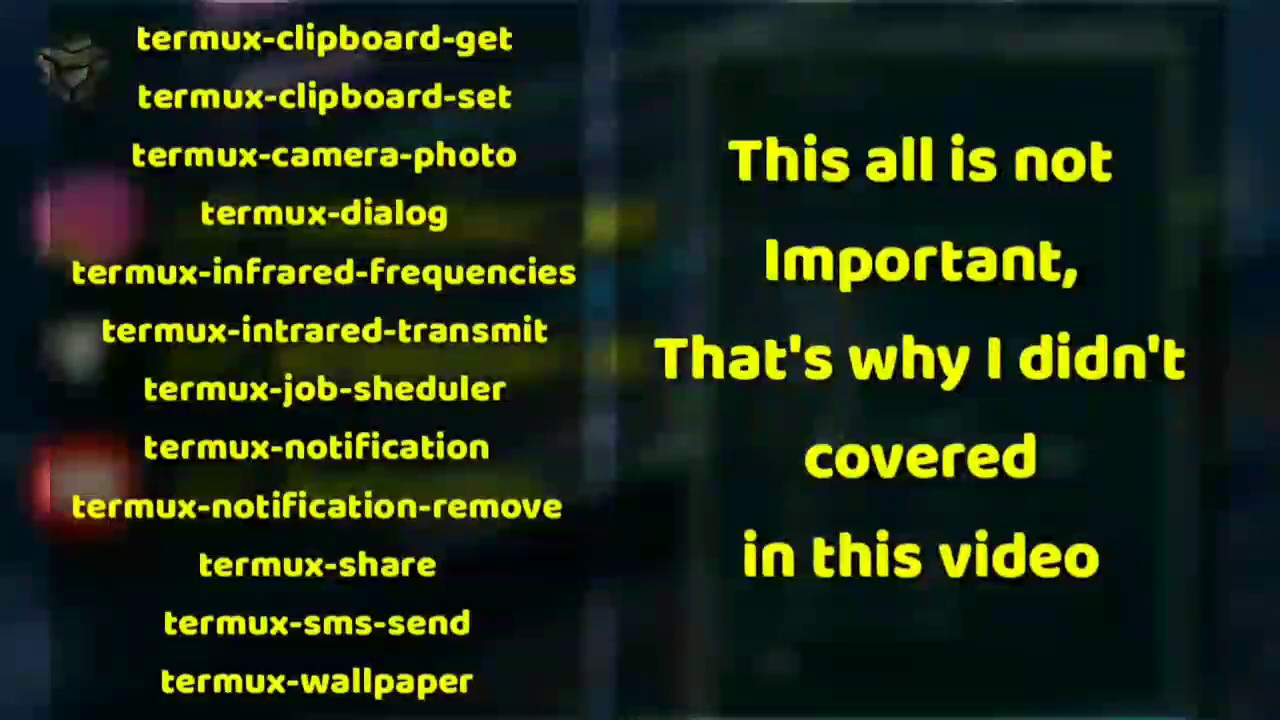 termux-clipboard-get
termux-clipboard-set
termux-camera-photo
termux-dialog
termux-infrared-frequencies
termux-intrared-transmit
termux-job-sheduler
termux-notification
termux-notification-remove
termux-share
termux-sms-send
termux-wallpaper
This all is not
Important,
That's why I didn't
covered
in this video